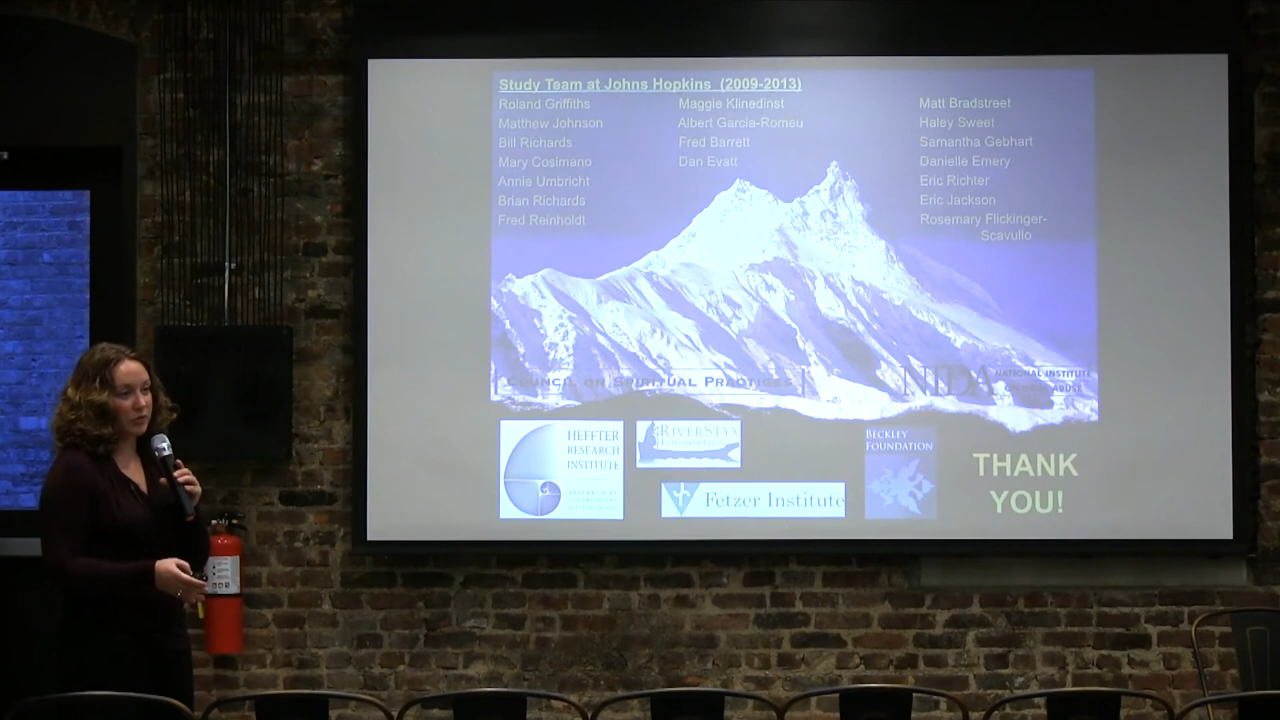 Study Team at Johns Hopkins (2009-2013)
Roland Griffiths
Matthew Johnson
Bill Richards
Mary Cosimano
Annie Umbricht
Brian Richards
Fred Reinholdt
Maggie Klinedinst
Albert Garcia-Romeu
Fred Barrett
Dan Evatt
Matt Bradstreet
Haley Sweet
Samantha Gebhart
Danielle Emery
Eric Richter
Eric Jackson
Rosemary Flickinger-
Scavullo
COUNCIL ON SPIRITUAL PRACTICES
NIDA
NATIONAL INSTITUTE
ON DRUG ABUSE
HEFFTER
RESEARCH
INSTITUTE
RIVERSTYX
FOUNDATION
Fetzer Institute
BECKLEY
FOUNDATION
THANK
YOU!